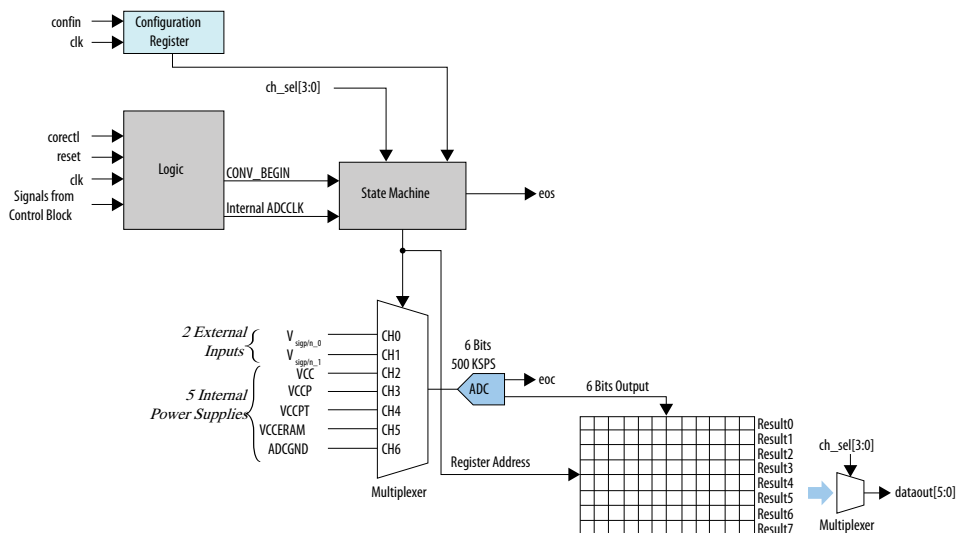 confin
clk
Configuration
Register
ch_sel[3:0]
corectl
reset
clk
Signals from
Control Block
Logic
CONV_BEGIN
Internal ADCCLK
State Machine
eos
2 External
Inputs
V sigp/n_0
V sigp/n_1
5 Internal
Power Supplies
VCC
VCCP
VCCPT
VCCERAM
ADCGND
CH0
CH1
CH2
CH3
CH4
CH5
CH6
Multiplexer
6 Bits
500 KSPS
ADC
eoc
6 Bits Output
Register Address
Result0
Result1
Result2
Result3
Result4
Result5
Result6
Result7
ch_sel[3:0]
dataout[5:0]
Multiplexer